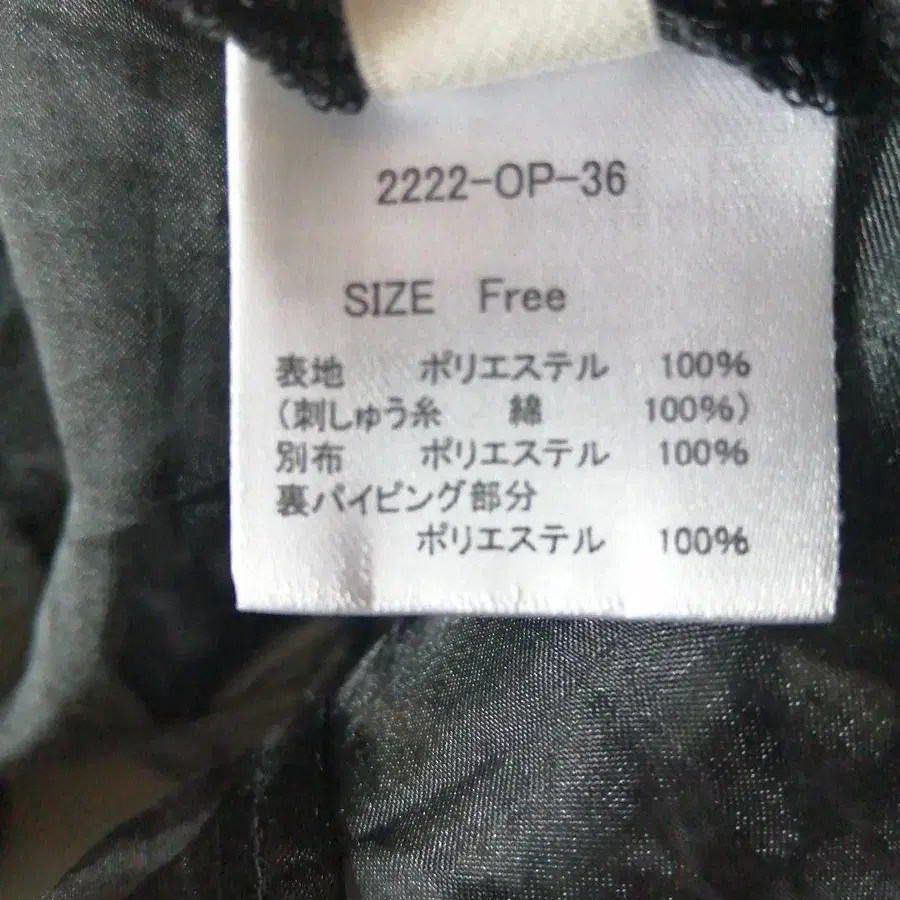 2222-OP-36
SIZE Free
表地 ポリエステル 100%
(刺しゅう糸 綿 100%)
別布 ポリエステル 100%
裏パイピング部分
ポリエステル 100%